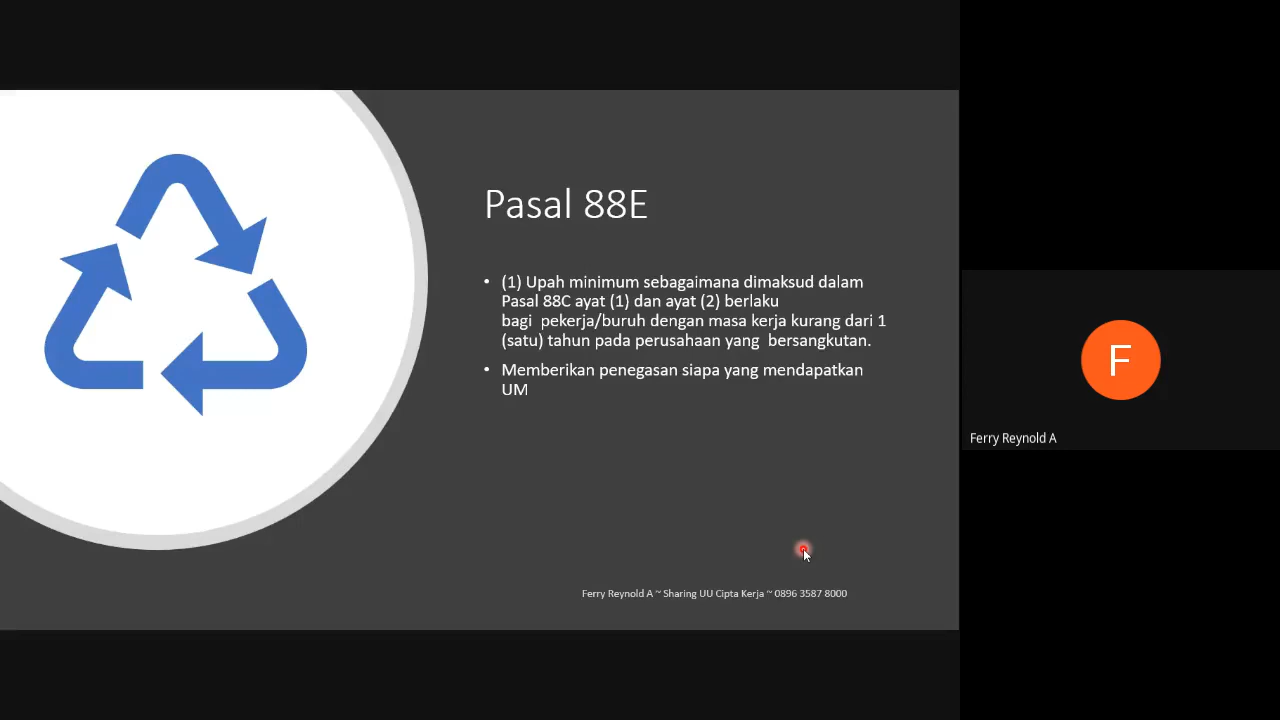 Pasal 88E
• (1) Upah minimum sebagaimana dimaksud dalam
Pasal 88C ayat (1) dan ayat (2) berlaku
bagi  pekerja/buruh dengan masa kerja kurang dari 1
(satu) tahun pada perusahaan yang  bersangkutan.
• Memberikan penegasan siapa yang mendapatkan
UM
Ferry Reynold A ~ Sharing UU Cipta Kerja ~ 0896 3587 8000
F
Ferry Reynold A